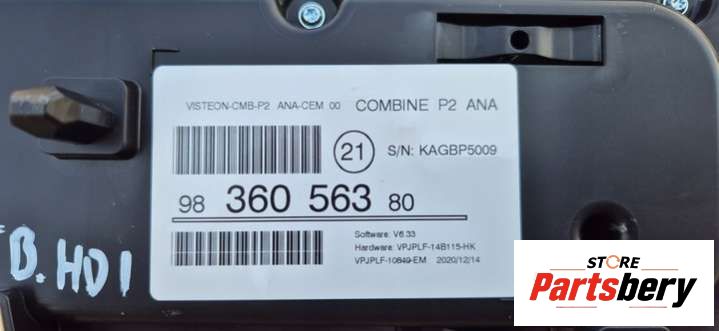 VISTEON-CMB-P2 ANA-CEM 00 COMBINE P2 ANA
21 S/N: KAGBP5009
98 360 563 80
Software: V6.33
Hardware: VPJPLF-14B115-HK
VPJPLF-10849-EM 2020/12/14
B.HDI
STORE
Partsbery